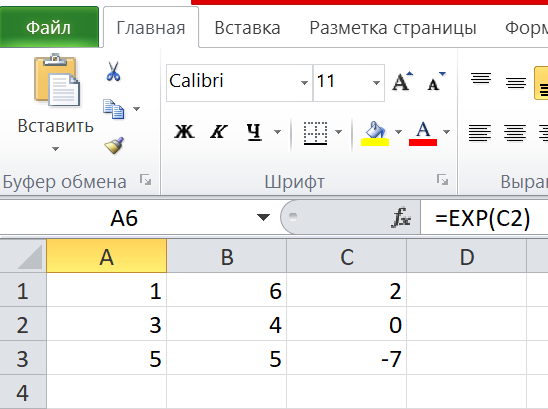 Файл Главная Вставка Разметка страницы Форм
Calibri 11 A A
Вставить Ж К Ч А
Буфер обмена Шрифт Выра
A6 fx =EXP(C2)
A B C D
1 1 6 2
2 3 4 0
3 5 5 -7
4